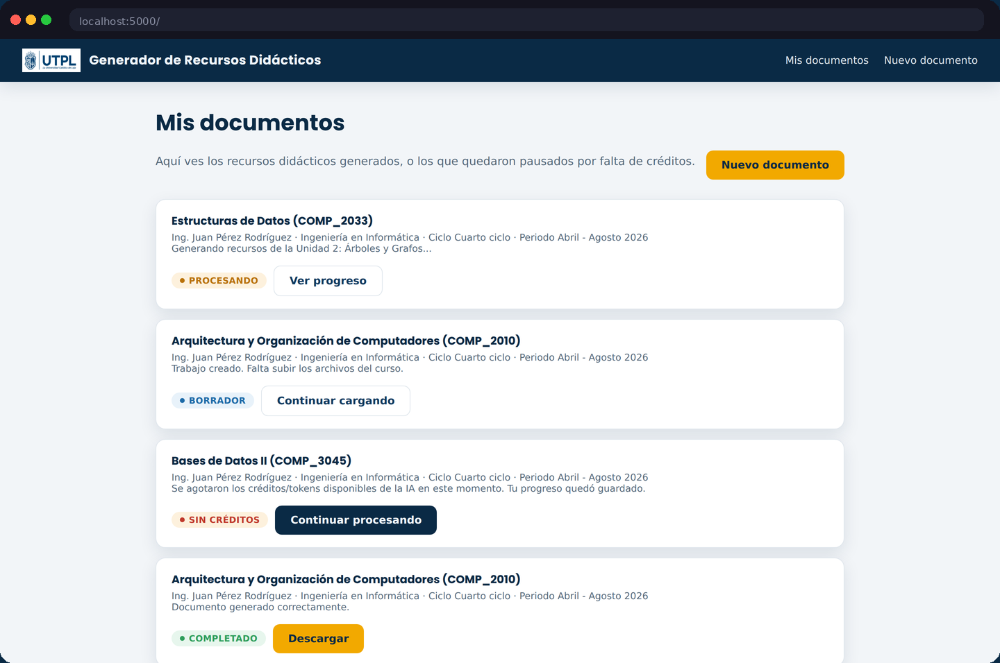 localhost:5000/
UTPL
La Universidad Católica de Loja
Generador de Recursos Didácticos
Mis documentos
Nuevo documento
Mis documentos
Aquí ves los recursos didácticos generados, o los que quedaron pausados por falta de créditos.
Nuevo documento
Estructuras de Datos (COMP_2033)
Ing. Juan Pérez Rodríguez · Ingeniería en Informática · Ciclo Cuarto ciclo · Periodo Abril - Agosto 2026
Generando recursos de la Unidad 2: Árboles y Grafos...
PROCESANDO
Ver progreso
Arquitectura y Organización de Computadores (COMP_2010)
Ing. Juan Pérez Rodríguez · Ingeniería en Informática · Ciclo Cuarto ciclo · Periodo Abril - Agosto 2026
Trabajo creado. Falta subir los archivos del curso.
BORRADOR
Continuar cargando
Bases de Datos II (COMP_3045)
Ing. Juan Pérez Rodríguez · Ingeniería en Informática · Ciclo Cuarto ciclo · Periodo Abril - Agosto 2026
Se agotaron los créditos/tokens disponibles de la IA en este momento. Tu progreso quedó guardado.
SIN CRÉDITOS
Continuar procesando
Arquitectura y Organización de Computadores (COMP_2010)
Ing. Juan Pérez Rodríguez · Ingeniería en Informática · Ciclo Cuarto ciclo · Periodo Abril - Agosto 2026
Documento generado correctamente.
COMPLETADO
Descargar